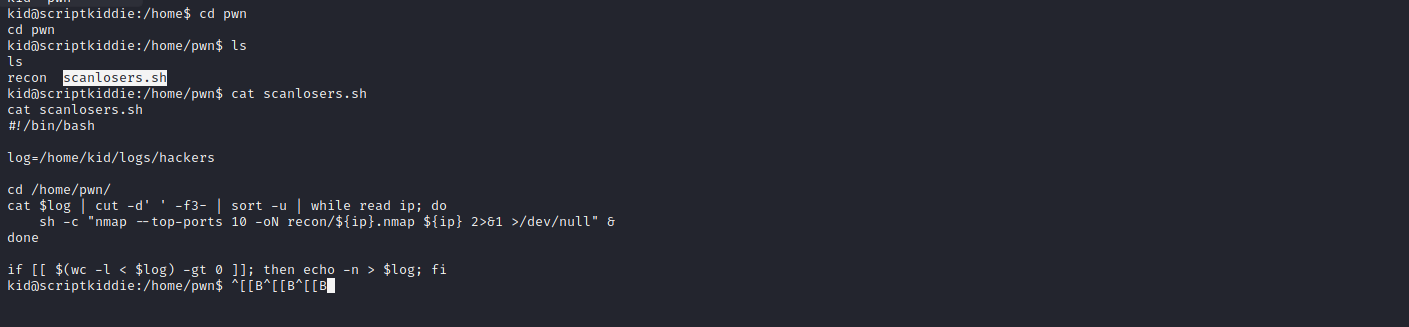 kid@scriptkiddie:/home$ cd pwn
cd pwn
kid@scriptkiddie:/home/pwn$ ls
ls
recon  scanlosers.sh
kid@scriptkiddie:/home/pwn$ cat scanlosers.sh
cat scanlosers.sh
#!/bin/bash

log=/home/kid/logs/hackers

cd /home/pwn/
cat $log | cut -d' ' -f3- | sort -u | while read ip; do
    sh -c "nmap --top-ports 10 -oN recon/${ip}.nmap ${ip} 2>&1 >/dev/null" &
done

if [[ $(wc -l < $log) -gt 0 ]]; then echo -n > $log; fi
kid@scriptkiddie:/home/pwn$ ^[[B^[[B^[[B